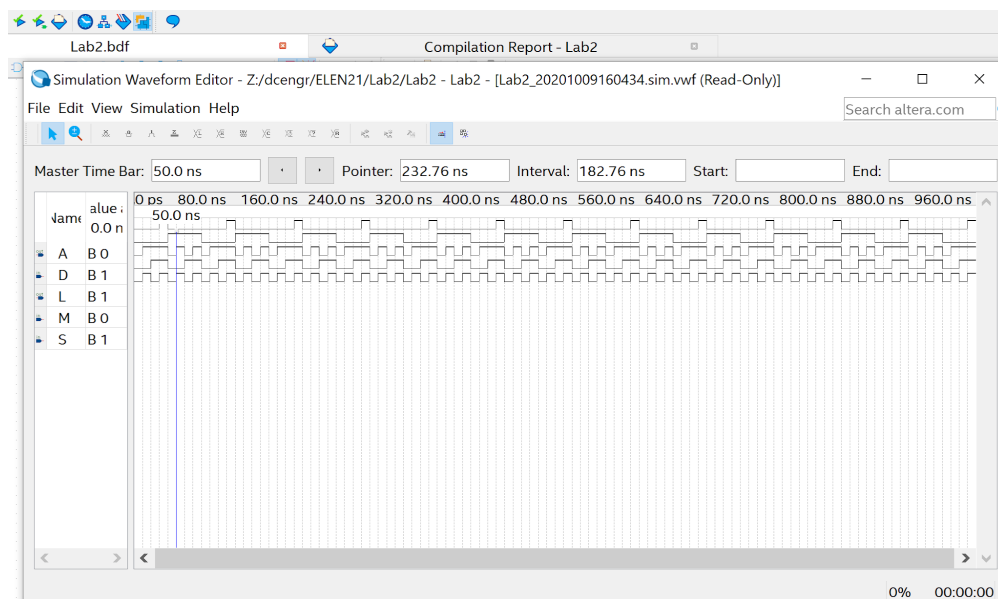 Lab2.bdf
Compilation Report - Lab2
Simulation Waveform Editor - Z:/dcengr/ELEN21/Lab2/Lab2 - Lab2 - [Lab2_20201009160434.sim.vwf (Read-Only)]
File Edit View Simulation Help
Search altera.com
Master Time Bar: 50.0 ns Pointer: 232.76 ns Interval: 182.76 ns Start: End:
0 ps 80.0 ns 160.0 ns 240.0 ns 320.0 ns 400.0 ns 480.0 ns 560.0 ns 640.0 ns 720.0 ns 800.0 ns 880.0 ns 960.0 ns
Name alue a
50.0 ns
0.0 n
A B 0
D B 1
L B 1
M B 0
S B 1
0% 00:00:00